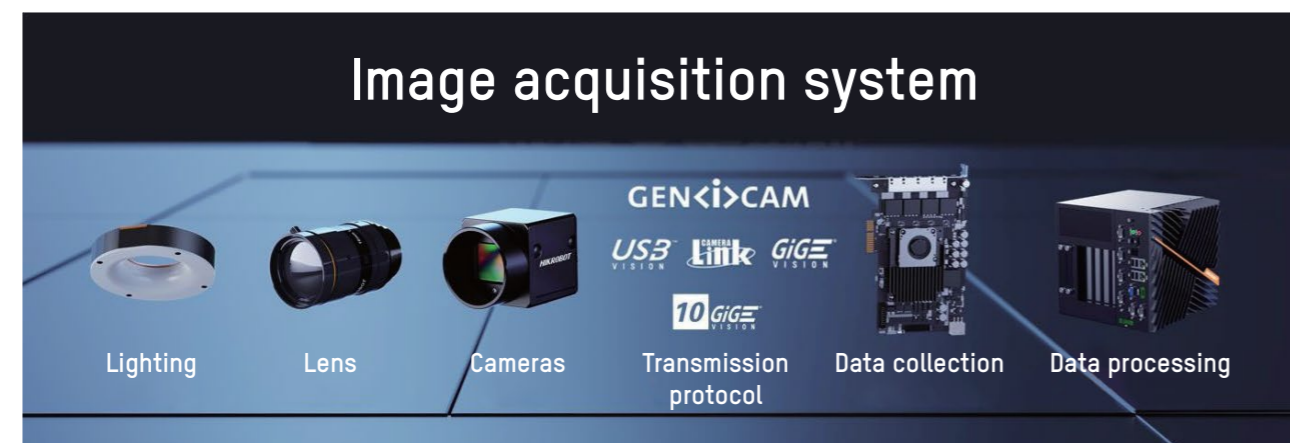 Image acquisition system
GEN<i>CAM
USB VISION
CAMERA Link
GiGE VISION
10 GiGE VISION
HIKROBOT
Lighting
Lens
Cameras
Transmission protocol
Data collection
Data processing